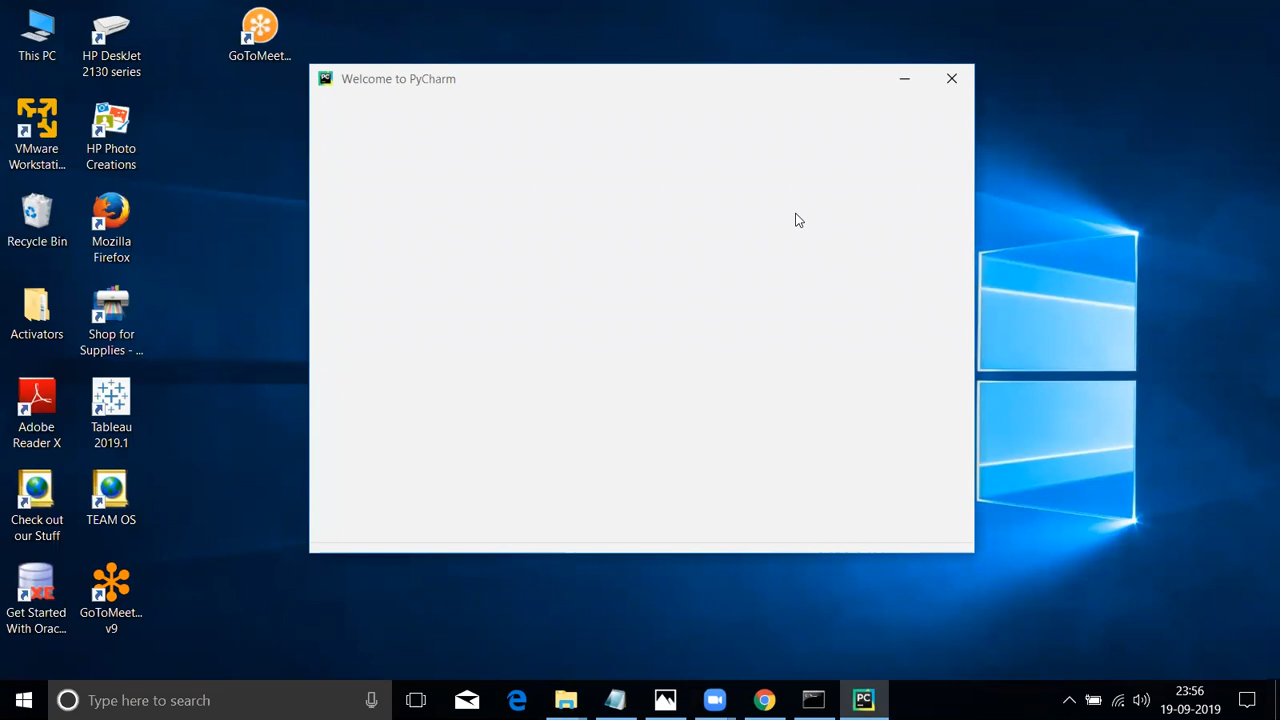 This PC
HP DeskJet
2130 series
GoToMeet...
Welcome to PyCharm
VMware
Workstati...
HP Photo
Creations
Recycle Bin
Mozilla
Firefox
Activators
Shop for
Supplies - ...
Adobe
Reader X
Tableau
2019.1
Check out
our Stuff
TEAM OS
Get Started
With Orac...
GoToMeet...
v9
Type here to search
23:56
19-09-2019